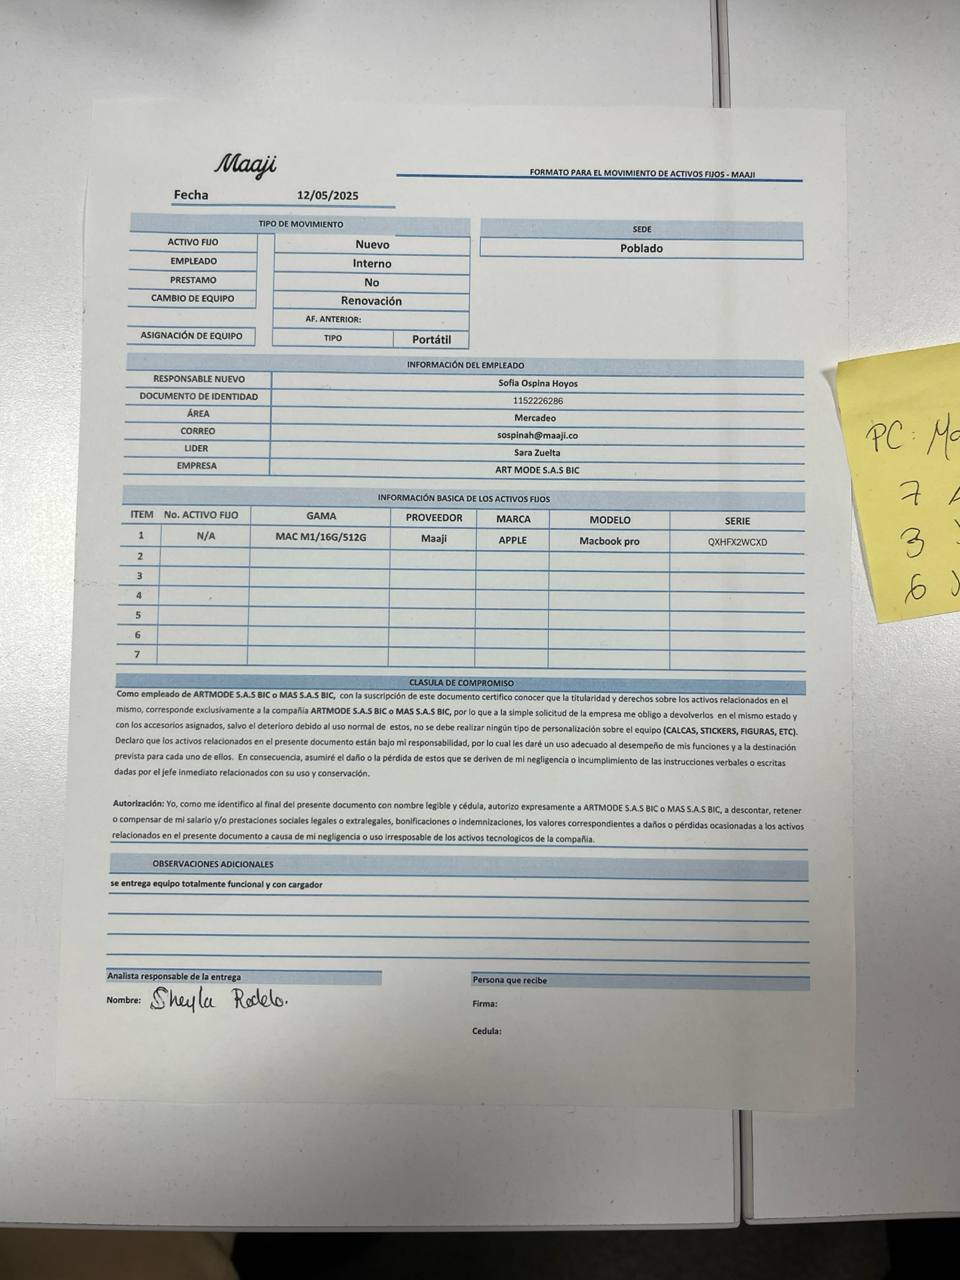 Maaji
FORMATO PARA EL MOVIMIENTO DE ACTIVOS FIJOS - MAAJI
Fecha 12/05/2025
TIPO DE MOVIMIENTO
SEDE
ACTIVO FIJO Nuevo
Poblado
EMPLEADO Interno
PRESTAMO No
CAMBIO DE EQUIPO Renovación
AF. ANTERIOR:
ASIGNACIÓN DE EQUIPO TIPO Portátil
INFORMACIÓN DEL EMPLEADO
RESPONSABLE NUEVO Sofia Ospina Hoyos
DOCUMENTO DE IDENTIDAD 1152226286
ÁREA Mercadeo
CORREO sospinah@maaji.co
LIDER Sara Zuelta
EMPRESA ART MODE S.A.S BIC
INFORMACIÓN BASICA DE LOS ACTIVOS FIJOS
ITEM No. ACTIVO FIJO GAMA PROVEEDOR MARCA MODELO SERIE
1 N/A MAC M1/16G/512G Maaji APPLE Macbook pro QXHFX2WCXD
2
3
4
5
6
7
CLASULA DE COMPROMISO
Como empleado de ARTMODE S.A.S BIC o MAS S.A.S BIC, con la suscripción de este documento certifico conocer que la titularidad y derechos sobre los activos relacionados en el
mismo, corresponde exclusivamente a la compañia ARTMODE S.A.S BIC o MAS S.A.S BIC, por lo que a la simple solicitud de la empresa me obligo a devolverlos en el mismo estado y
con los accesorios asignados, salvo el deterioro debido al uso normal de estos, no se debe realizar ningún tipo de personalización sobre el equipo (CALCAS, STICKERS, FIGURAS, ETC).
Declaro que los activos relacionados en el presente documento están bajo mi responsabilidad, por lo cual les daré un uso adecuado al desempeño de mis funciones y a la destinación
prevista para cada uno de ellos. En consecuencia, asumiré el daño o la pérdida de estos que se deriven de mi negligencia o incumplimiento de las instrucciones verbales o escritas
dadas por el jefe inmediato relacionados con su uso y conservación.
Autorización: Yo, como me identifico al final del presente documento con nombre legible y cédula, autorizo expresamente a ARTMODE S.A.S BIC o MAS S.A.S BIC, a descontar, retener
o compensar de mi salario y/o prestaciones sociales legales o extralegales, bonificaciones o indemnizaciones, los valores correspondientes a daños o pérdidas ocasionadas a los activos
relacionados en el presente documento a causa de mi negligencia o uso irresposable de los activos tecnologicos de la compañia.
OBSERVACIONES ADICIONALES
se entrega equipo totalmente funcional y con cargador
Analista responsable de la entrega
Persona que recibe
Nombre: Sheyla Rodelo.
Firma:
Cedula:
PC:
7
3
6